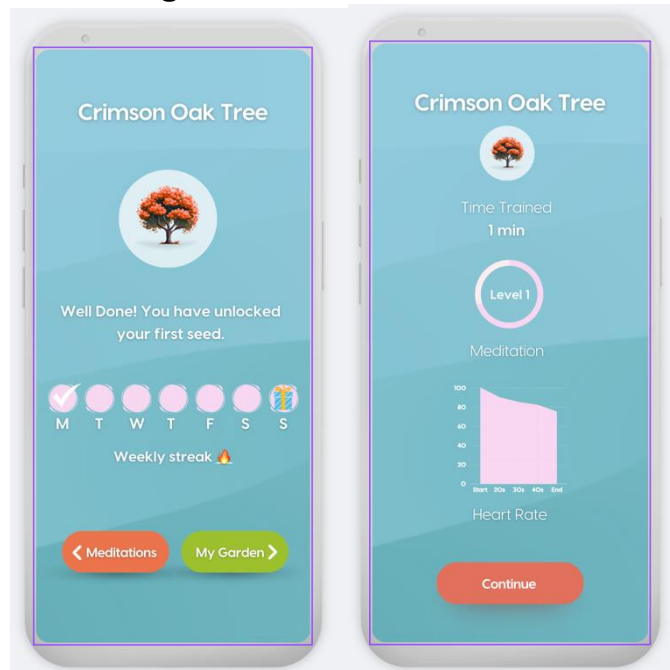 Crimson Oak Tree
Well Done! You have unlocked
your first seed.
M T W T F S S
Weekly streak
Meditations
My Garden
Crimson Oak Tree
Time Trained
1 min
Level 1
Meditation
100
80
60
40
20
0
Start 20s 30s 40s End
Heart Rate
Continue